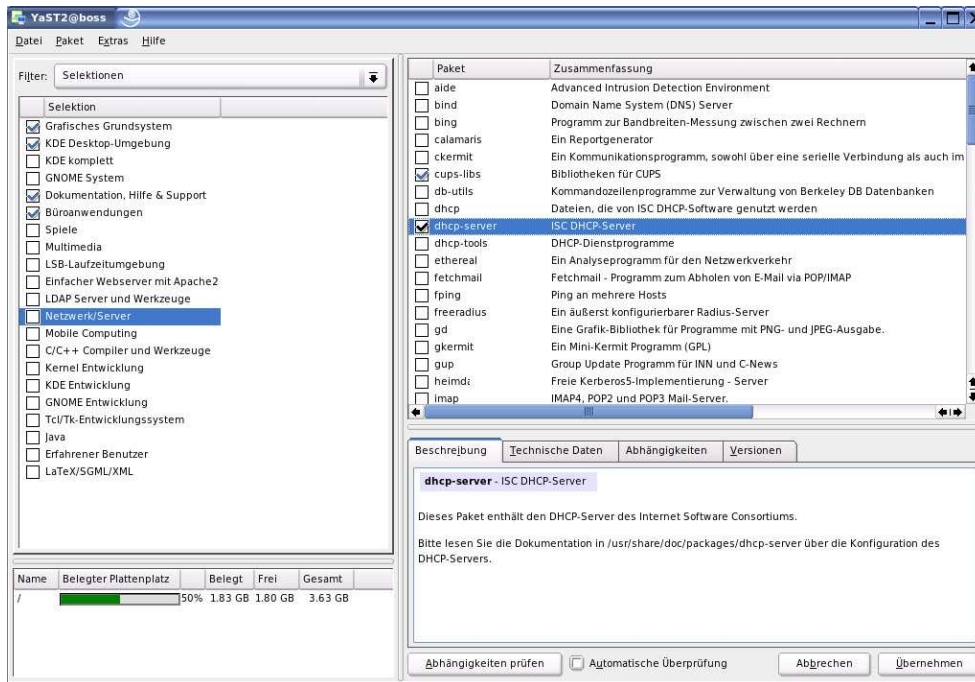 YaST2@boss
Datei Paket Extras Hilfe
Filter: Selektionen
Selektion
Grafisches Grundsystem
KDE Desktop-Umgebung
KDE komplett
GNOME System
Dokumentation, Hilfe & Support
Büroanwendungen
Spiele
Multimedia
LSB-Laufzeitumgebung
Einfacher Webserver mit Apache2
LDAP Server und Werkzeuge
Netzwerk/Server
Mobile Computing
C/C++ Compiler und Werkzeuge
Kernel Entwicklung
KDE Entwicklung
GNOME Entwicklung
Tcl/Tk-Entwicklungssystem
Java
Erfahrener Benutzer
LaTeX/SGML/XML
Name Belegter Plattenplatz Belegt Frei Gesamt
/ 50% 1.83 GB 1.80 GB 3.63 GB
Paket Zusammenfassung
aide Advanced Intrusion Detection Environment
bind Domain Name System (DNS) Server
bing Programm zur Bandbreiten-Messung zwischen zwei Rechnern
calamaris Ein Reportgenerator
ckermit Ein Kommunikationsprogramm, sowohl über eine serielle Verbindung als auch im
cups-libs Bibliotheken für CUPS
db-utils Kommandozeilenprogramme zur Verwaltung von Berkeley DB Datenbanken
dhcp Dateien, die von ISC DHCP-Software genutzt werden
dhcp-server ISC DHCP-Server
dhcp-tools DHCP-Dienstprogramme
ethereal Ein Analyseprogramm für den Netzwerkverkehr
fetchmail Fetchmail - Programm zum Abholen von E-Mail via POP/IMAP
fping Ping an mehrere Hosts
freeradius Ein äußerst konfigurierbarer Radius-Server
gd Eine Grafik-Bibliothek für Programme mit PNG- und JPEG-Ausgabe.
gkermit Ein Mini-Kermit Programm (GPL)
gup Group Update Programm für INN und C-News
Freie Kerberos5-Implementierung - Server
imap IMAP4, POP2 und POP3 Mail-Server.
Beschreibung Technische Daten Abhängigkeiten Versionen
dhcp-server - ISC DHCP-Server
Dieses Paket enthält den DHCP-Server des Internet Software Consortiums.
Bitte lesen Sie die Dokumentation in /usr/share/doc/packages/dhcp-server über die Konfiguration des
DHCP-Servers.
Abhängigkeiten prüfen Automatische Überprüfung Abbrechen Übernehmen